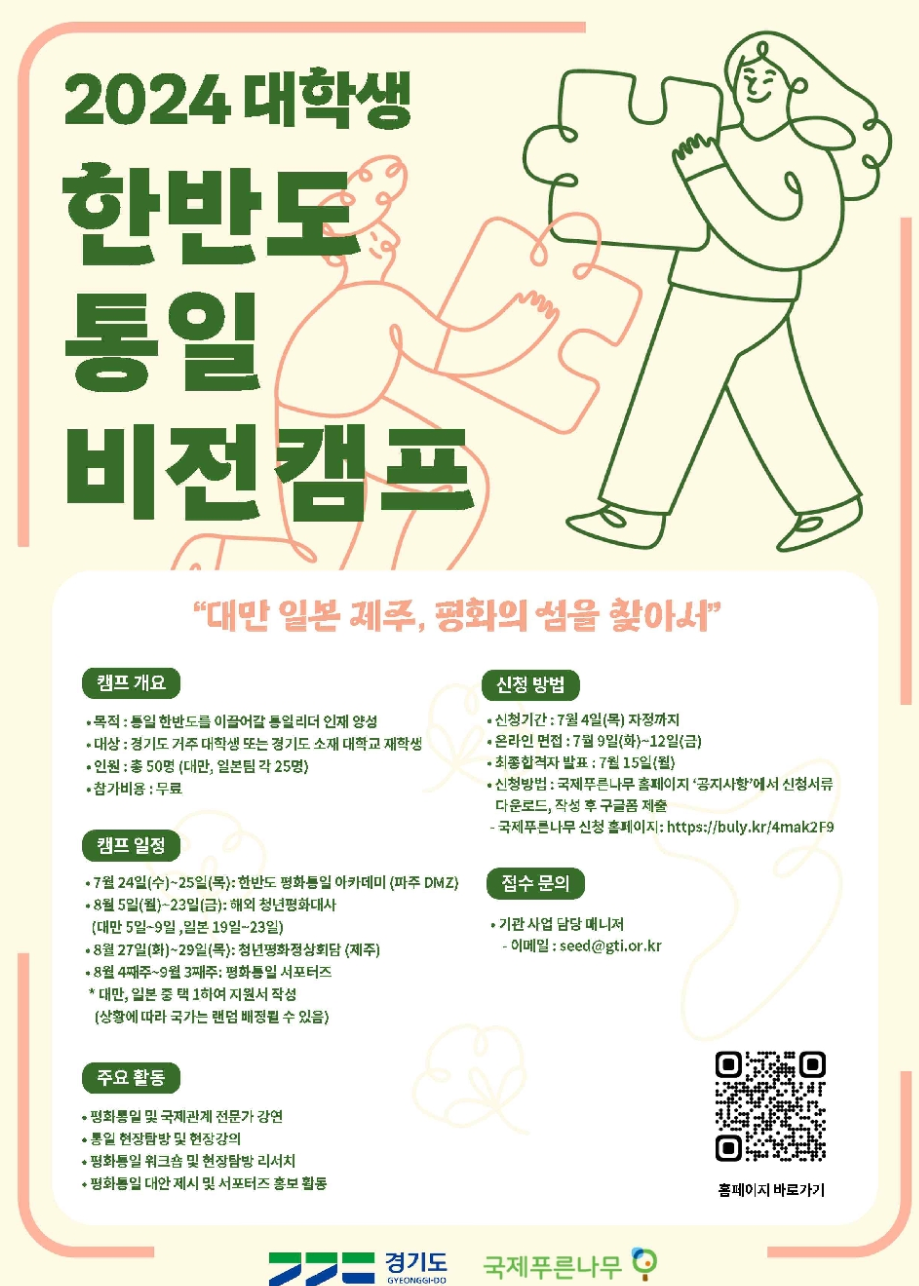 2024 대학생
한반도
통일
비전캠프
“대만 일본 제주, 평화의 섬을 찾아서”
캠프 개요
• 목적 : 통일 한반도를 이끌어갈 통일리더 인재 양성
• 대상 : 경기도 거주 대학생 또는 경기도 소재 대학교 재학생
• 인원 : 총 50명 (대만, 일본팀 각 25명)
• 참가비용 : 무료
캠프 일정
• 7월 24일(수)~25일(목): 한반도 평화통일 아카데미 (파주 DMZ)
• 8월 5일(월)~23일(금): 해외 청년평화대사
(대만 5일~9일 ,일본 19일~23일)
• 8월 27일(화)~29일(목): 청년평화정상회담 (제주)
• 8월 4째주~9월 3째주: 평화통일 서포터즈
* 대만, 일본 중 택 1하여 지원서 작성
(상황에 따라 국가는 랜덤 배정될 수 있음)
주요 활동
• 평화통일 및 국제관계 전문가 강연
• 통일 현장탐방 및 현장강의
• 평화통일 워크숍 및 현장탐방 리서치
• 평화통일 대안 제시 및 서포터즈 홍보 활동
신청 방법
• 신청기간 : 7월 4일(목) 자정까지
• 온라인 면접 : 7월 9일(화)~12일(금)
• 최종합격자 발표 : 7월 15일(월)
• 신청방법 : 국제푸른나무 홈페이지 ‘공지사항’에서 신청서류
다운로드, 작성 후 구글폼 제출
- 국제푸른나무 신청 홈페이지: https://buly.kr/4mak2F9
접수 문의
• 기관 사업 담당 매니저
- 이메일 : seed@gti.or.kr
홈페이지 바로가기
경기도
GYEONGGI-DO
국제푸른나무